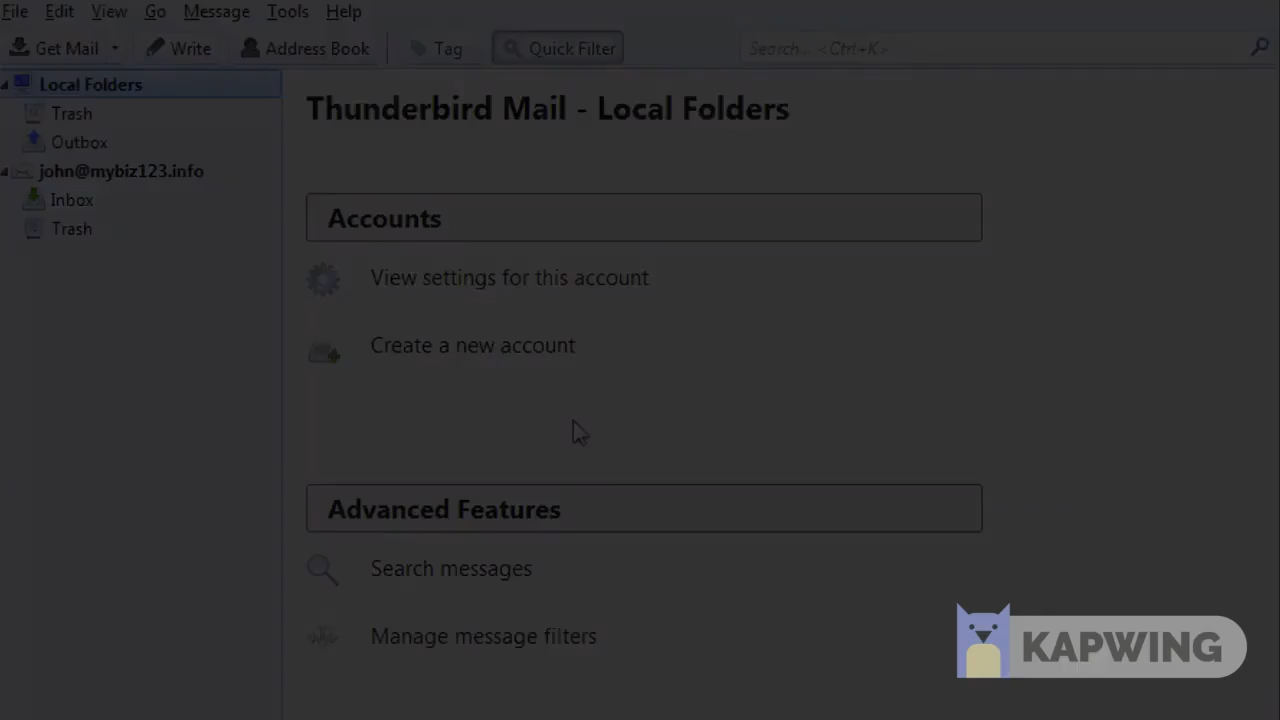 File Edit View Go Message Tools Help
Get Mail Write Address Book Tag Quick Filter Search... <Ctrl+K>
Local Folders
Trash
Outbox
john@mybiz123.info
Inbox
Trash
Thunderbird Mail - Local Folders
Accounts
View settings for this account
Create a new account
Advanced Features
Search messages
Manage message filters
KAPWING